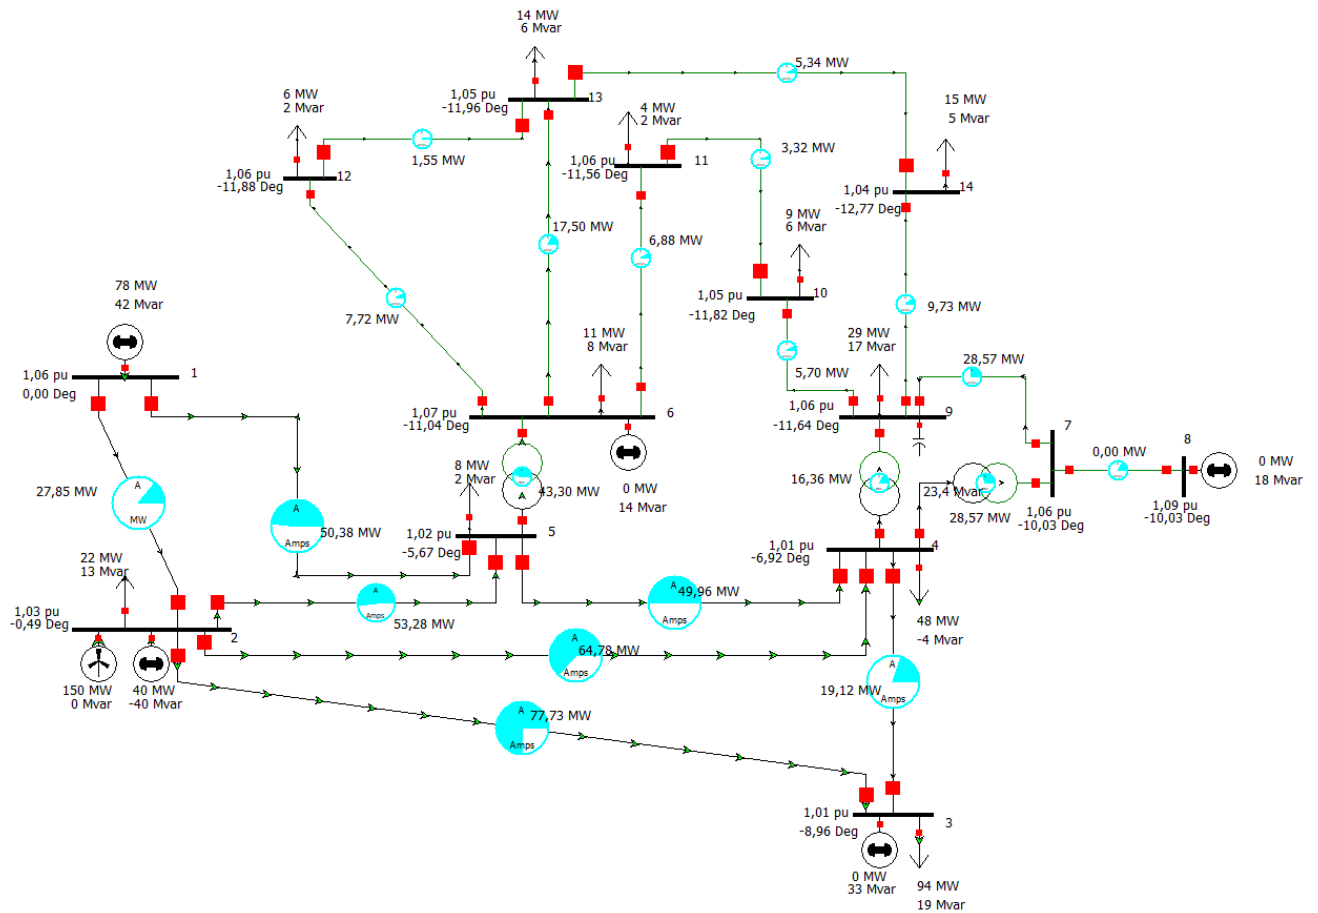 14 MW
6 Mvar
5,34 MW
1,05 pu
-11,96 Deg
13
6 MW
2 Mvar
4 MW
2 Mvar
15 MW
5 Mvar
1,55 MW
3,32 MW
1,06 pu
-11,88 Deg
12
1,06 pu
-11,56 Deg
11
1,04 pu
-12,77 Deg
14
17,50 MW
6,88 MW
9 MW
6 Mvar
78 MW
42 Mvar
7,72 MW
1,05 pu
-11,82 Deg
10
9,73 MW
11 MW
8 Mvar
29 MW
17 Mvar
28,57 MW
5,70 MW
1,06 pu
0,00 Deg
1
1,07 pu
-11,04 Deg
6
1,06 pu
-11,64 Deg
9
7
8
0,00 MW
8 MW
2 Mvar
43,30 MW
0 MW
14 Mvar
16,36 MW
23,4 Mvar
28,57 MW
0 MW
18 Mvar
1,06 pu
-10,03 Deg
1,09 pu
-10,03 Deg
27,85 MW
A
MW
A
50,38 MW
Amps
1,02 pu
-5,67 Deg
5
1,01 pu
-6,92 Deg
4
22 MW
13 Mvar
A
Amps
53,28 MW
A
49,96 MW
Amps
48 MW
-4 Mvar
1,03 pu
-0,49 Deg
2
A
64,78 MW
Amps
A
19,12 MW
Amps
150 MW
0 Mvar
40 MW
-40 Mvar
A
77,73 MW
Amps
1,01 pu
-8,96 Deg
3
0 MW
33 Mvar
94 MW
19 Mvar